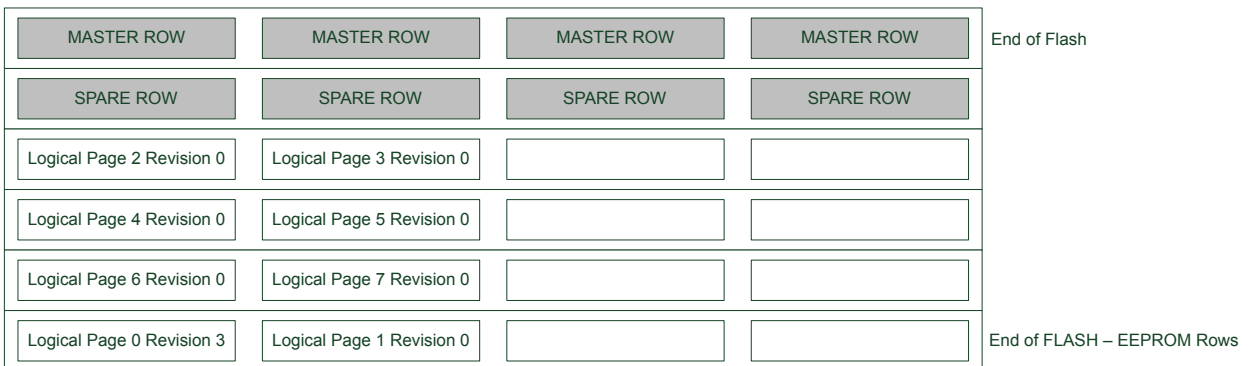 MASTER ROW MASTER ROW MASTER ROW MASTER ROW End of Flash
SPARE ROW SPARE ROW SPARE ROW SPARE ROW
Logical Page 2 Revision 0 Logical Page 3 Revision 0
Logical Page 4 Revision 0 Logical Page 5 Revision 0
Logical Page 6 Revision 0 Logical Page 7 Revision 0
Logical Page 0 Revision 3 Logical Page 1 Revision 0 End of FLASH – EEPROM Rows